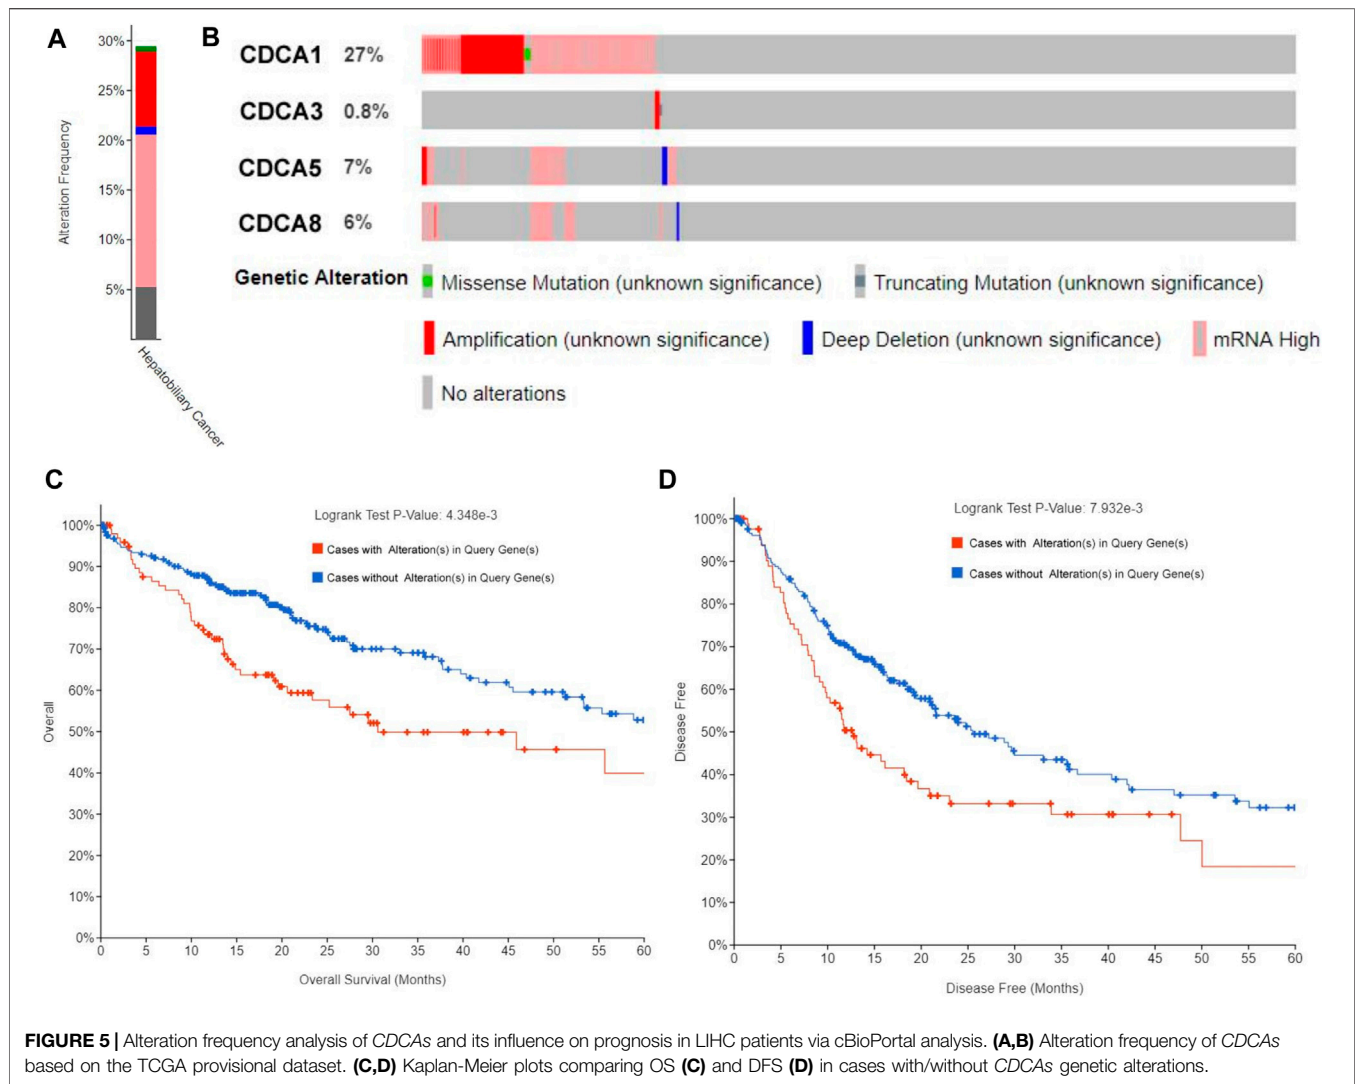 A
30%
25%
20%
15%
10%
5%
Alteration Frequency
Hepatobiliary Cancer
B
CDCA1 27%
CDCA3 0.8%
CDCA5 7%
CDCA8 6%
Genetic Alteration
Missense Mutation (unknown significance)
Truncating Mutation (unknown significance)
Amplification (unknown significance)
Deep Deletion (unknown significance)
mRNA High
No alterations
C
Logrank Test P-Value: 4.348e-3
Cases with Alteration(s) in Query Gene(s)
Cases without Alteration(s) in Query Gene(s)
100%
90%
80%
70%
60%
50%
40%
30%
20%
10%
0%
Overall
0 5 10 15 20 25 30 35 40 45 50 55 60
Overall Survival (Months)
D
Logrank Test P-Value: 7.932e-3
Cases with Alteration(s) in Query Gene(s)
Cases without Alteration(s) in Query Gene(s)
100%
90%
80%
70%
60%
50%
40%
30%
20%
10%
0%
Disease Free
0 5 10 15 20 25 30 35 40 45 50 55 60
Disease Free (Months)
FIGURE 5 | Alteration frequency analysis of CDCAs and its influence on prognosis in LIHC patients via cBioPortal analysis. (A,B) Alteration frequency of CDCAs
based on the TCGA provisional dataset. (C,D) Kaplan-Meier plots comparing OS (C) and DFS (D) in cases with/without CDCAs genetic alterations.